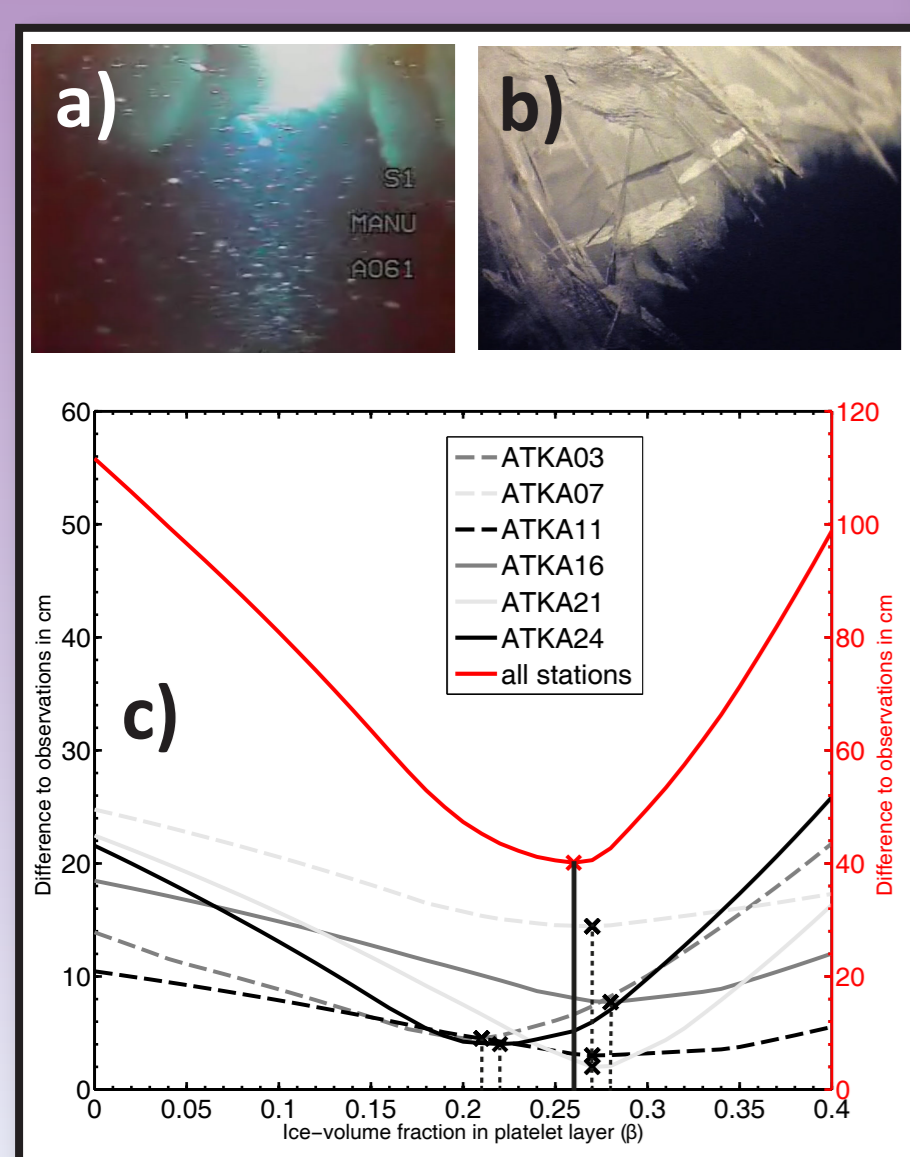 a)
S1
MANU
A061
b)
60
50
40
30
20
10
0
Difference to observations in cm
c)
ATKA03
ATKA07
ATKA11
ATKA16
ATKA21
ATKA24
all stations
120
100
80
60
40
20
0
Difference to observations in cm
0 0.05 0.1 0.15 0.2 0.25 0.3 0.35 0.4
Ice−volume fraction in platelet layer (β)